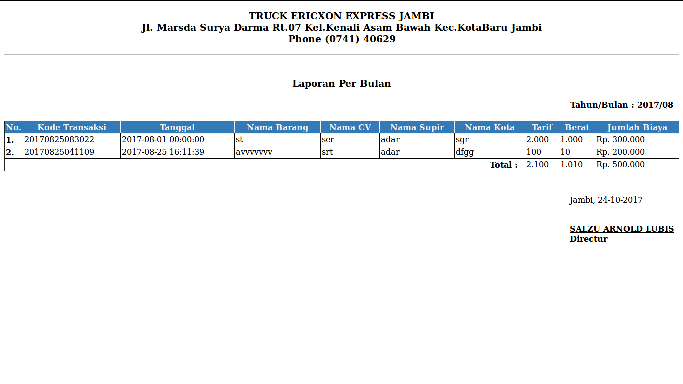 TRUCK ERICXON EXPRESS JAMBI
Jl. Marsda Surya Darma Rt.07 Kel.Kenali Asam Bawah Kec.KotaBaru Jambi
Phone (0741) 40629
Laporan Per Bulan
Tahun/Bulan : 2017/08
No. Kode Transaksi Tanggal Nama Barang Nama CV Nama Supir Nama Kota Tarif Berat Jumlah Biaya
1. 20170825083022 2017-08-01 00:00:00 st ser adar sqr 2.000 1.000 Rp. 300.000
2. 20170825041109 2017-08-25 16:11:39 avvvvvvv srt adar dfgg 100 10 Rp. 200.000
Total : 2.100 1.010 Rp. 500.000
Jambi, 24-10-2017
SALZU ARNOLD LUBIS
Directur